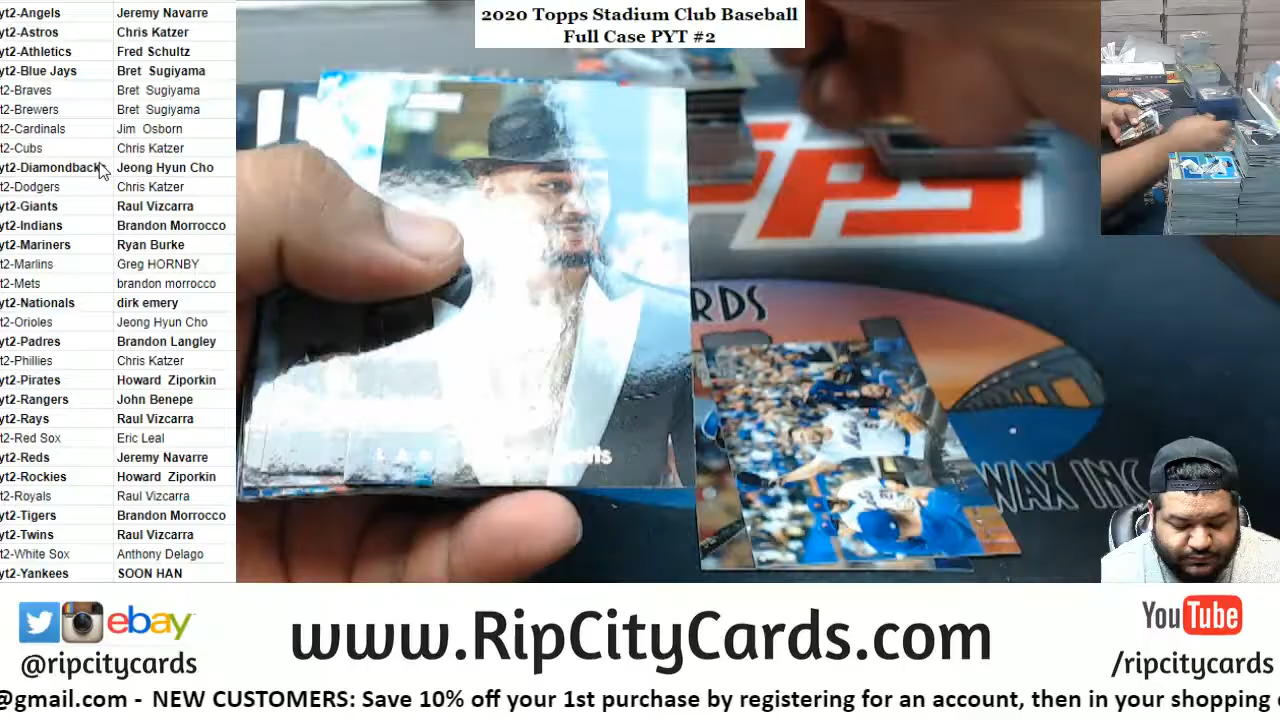 2020 Topps Stadium Club Baseball
Full Case PYT #2
yt2-Angels Jeremy Navarre
yt2-Astros Chris Katzer
yt2-Athletics Fred Schultz
yt2-Blue Jays Bret Sugiyama
t2-Braves Bret Sugiyama
t2-Brewers Bret Sugiyama
t2-Cardinals Jim Osborn
t2-Cubs Chris Katzer
yt2-Diamondback Jeong Hyun Cho
t2-Dodgers Chris Katzer
yt2-Giants Raul Vizcarra
yt2-Indians Brandon Morrocco
yt2-Mariners Ryan Burke
t2-Marlins Greg HORNBY
t2-Mets brandon morrocco
yt2-Nationals dirk emery
t2-Orioles Jeong Hyun Cho
yt2-Padres Brandon Langley
t2-Phillies Chris Katzer
yt2-Pirates Howard Ziporkin
yt2-Rangers John Benepe
yt2-Rays Raul Vizcarra
t2-Red Sox Eric Leal
yt2-Reds Jeremy Navarre
yt2-Rockies Howard Ziporkin
t2-Royals Raul Vizcarra
yt2-Tigers Brandon Morrocco
yt2-Twins Raul Vizcarra
t2-White Sox Anthony Delago
yt2-Yankees SOON HAN
PPS
RDS
WAX INC
ebay
@ripcitycards
www.RipCityCards.com
YouTube
/ripcitycards
@gmail.com - NEW CUSTOMERS: Save 10% off your 1st purchase by registering for an account, then in your shopping